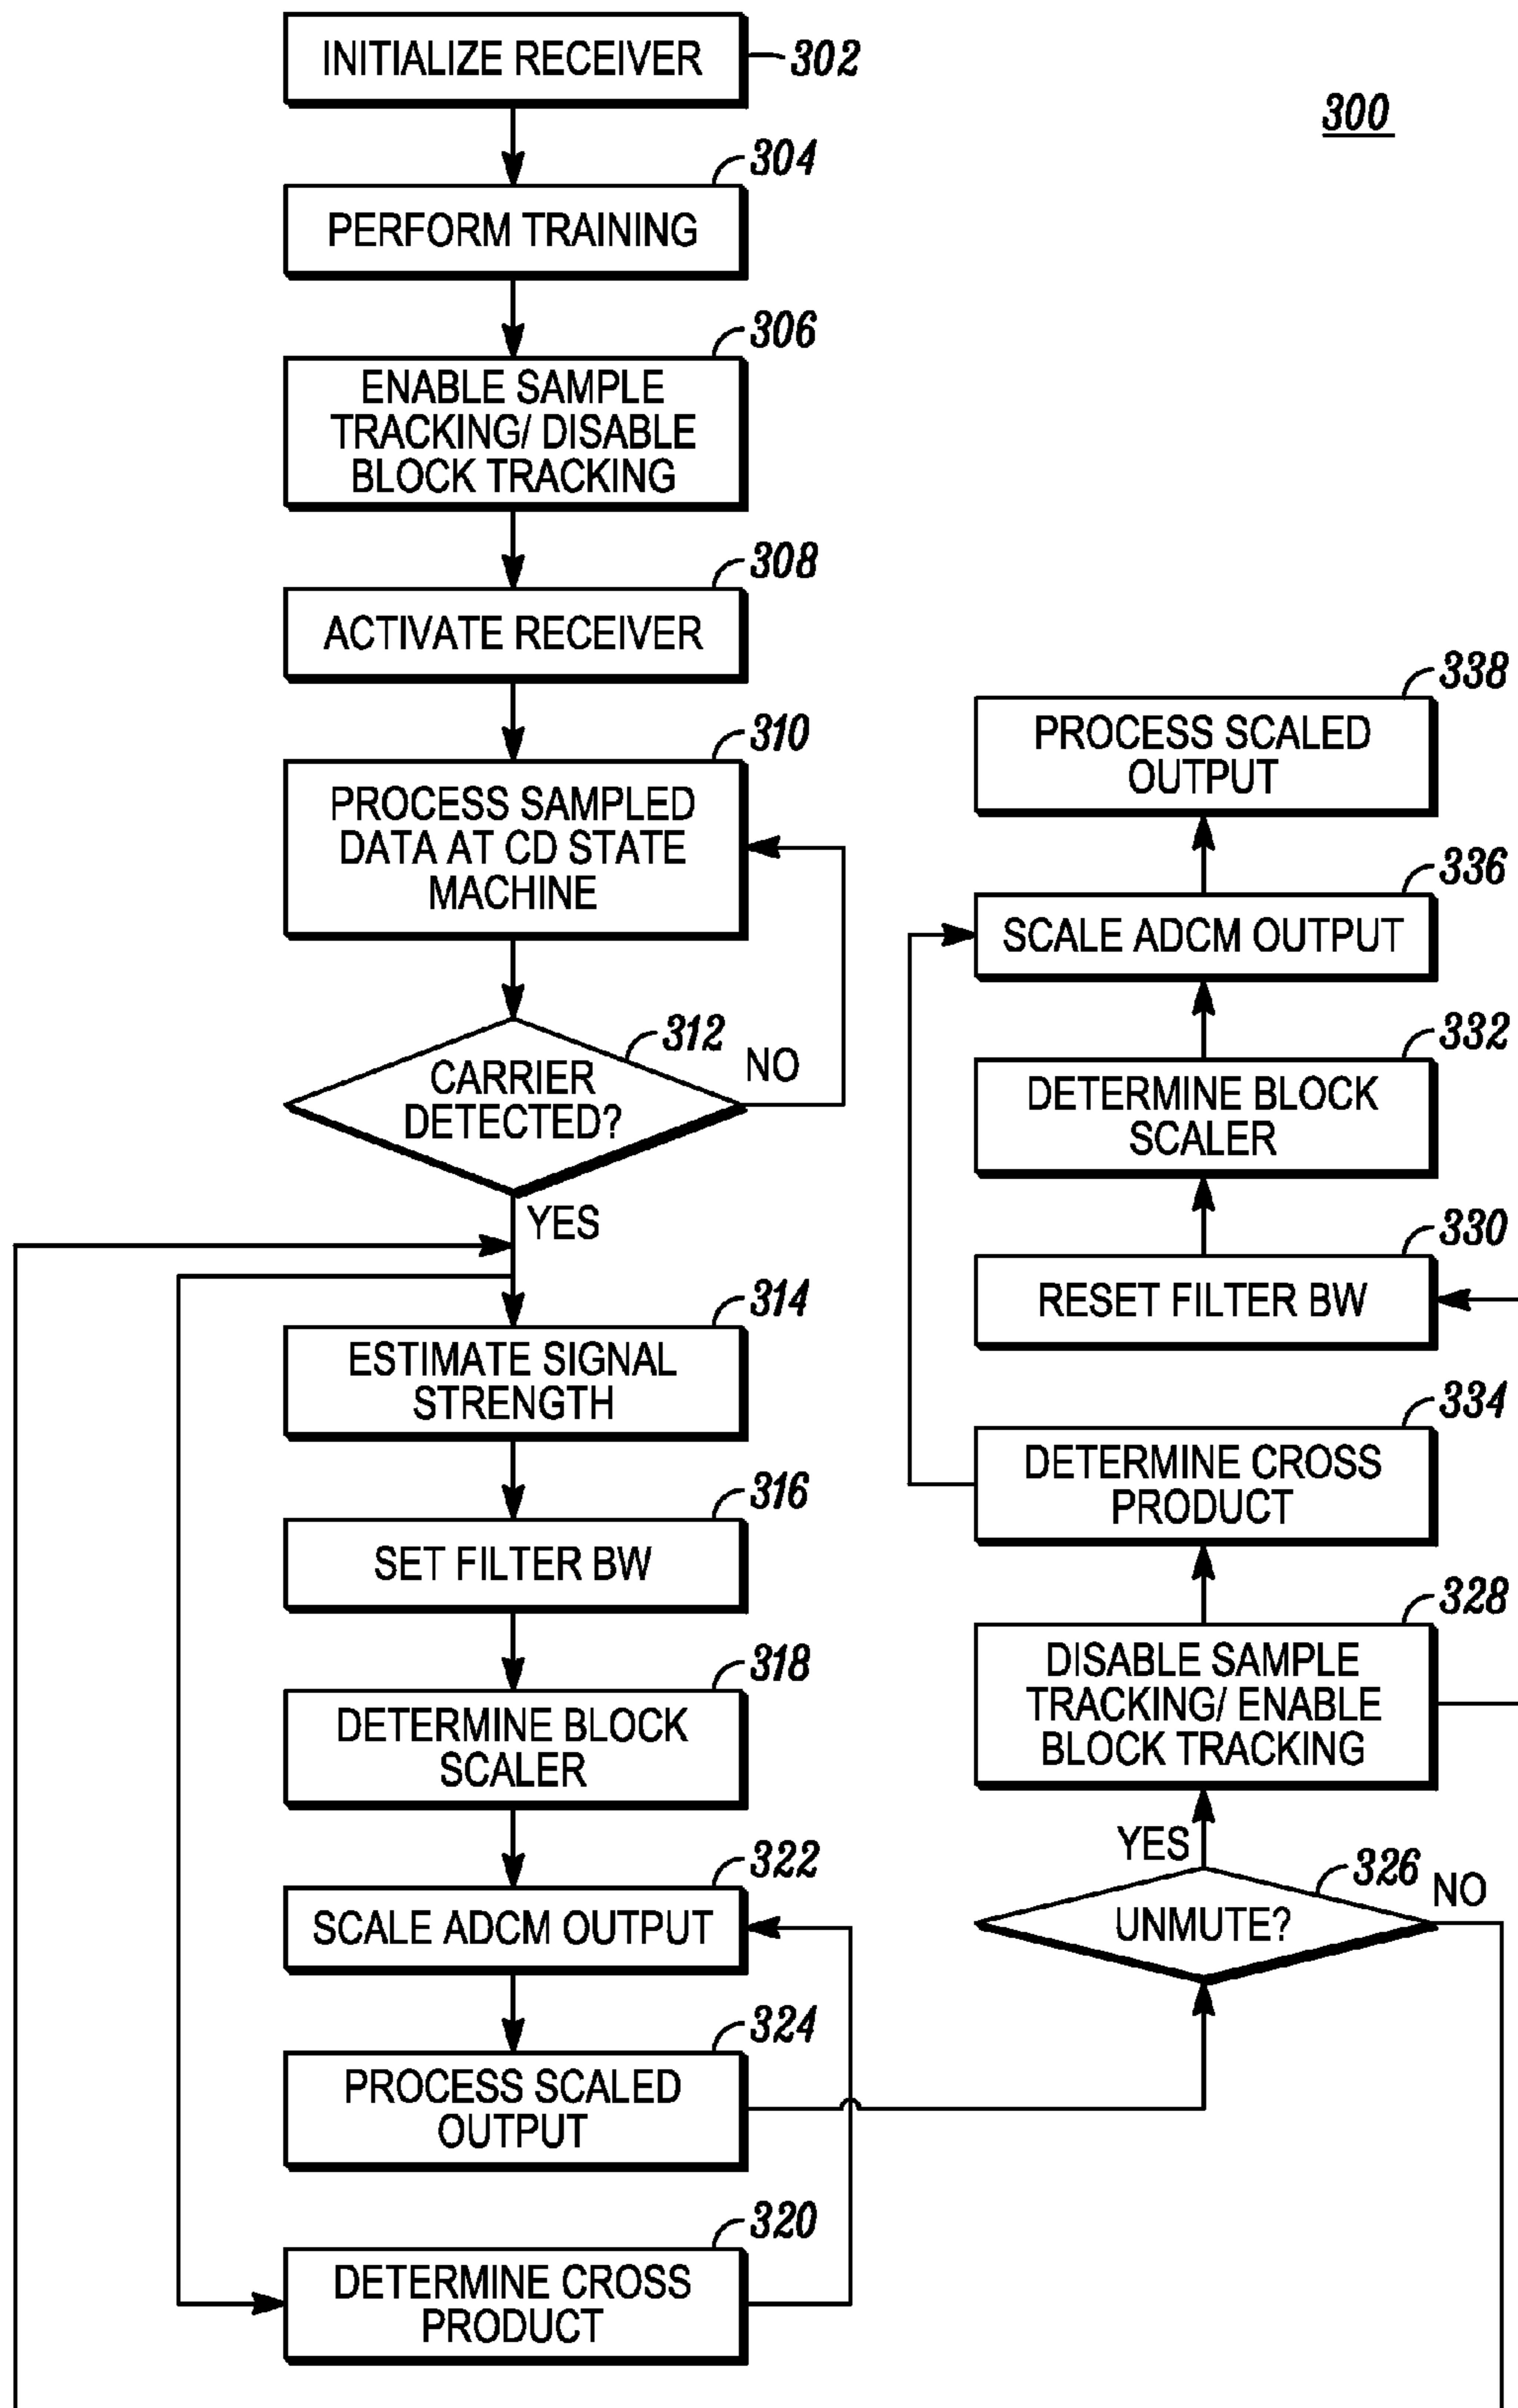 INITIALIZE RECEIVER
302
300
304
PERFORM TRAINING
306
ENABLE SAMPLE
TRACKING/ DISABLE
BLOCK TRACKING
308
ACTIVATE RECEIVER
310
PROCESS SAMPLED
DATA AT CD STATE
MACHINE
312
CARRIER
DETECTED?
NO
YES
314
ESTIMATE SIGNAL
STRENGTH
316
SET FILTER BW
318
DETERMINE BLOCK
SCALER
322
SCALE ADCM OUTPUT
324
PROCESS SCALED
OUTPUT
320
DETERMINE CROSS
PRODUCT
338
PROCESS SCALED
OUTPUT
336
SCALE ADCM OUTPUT
332
DETERMINE BLOCK
SCALER
330
RESET FILTER BW
334
DETERMINE CROSS
PRODUCT
328
DISABLE SAMPLE
TRACKING/ ENABLE
BLOCK TRACKING
YES
326
NO
UNMUTE?